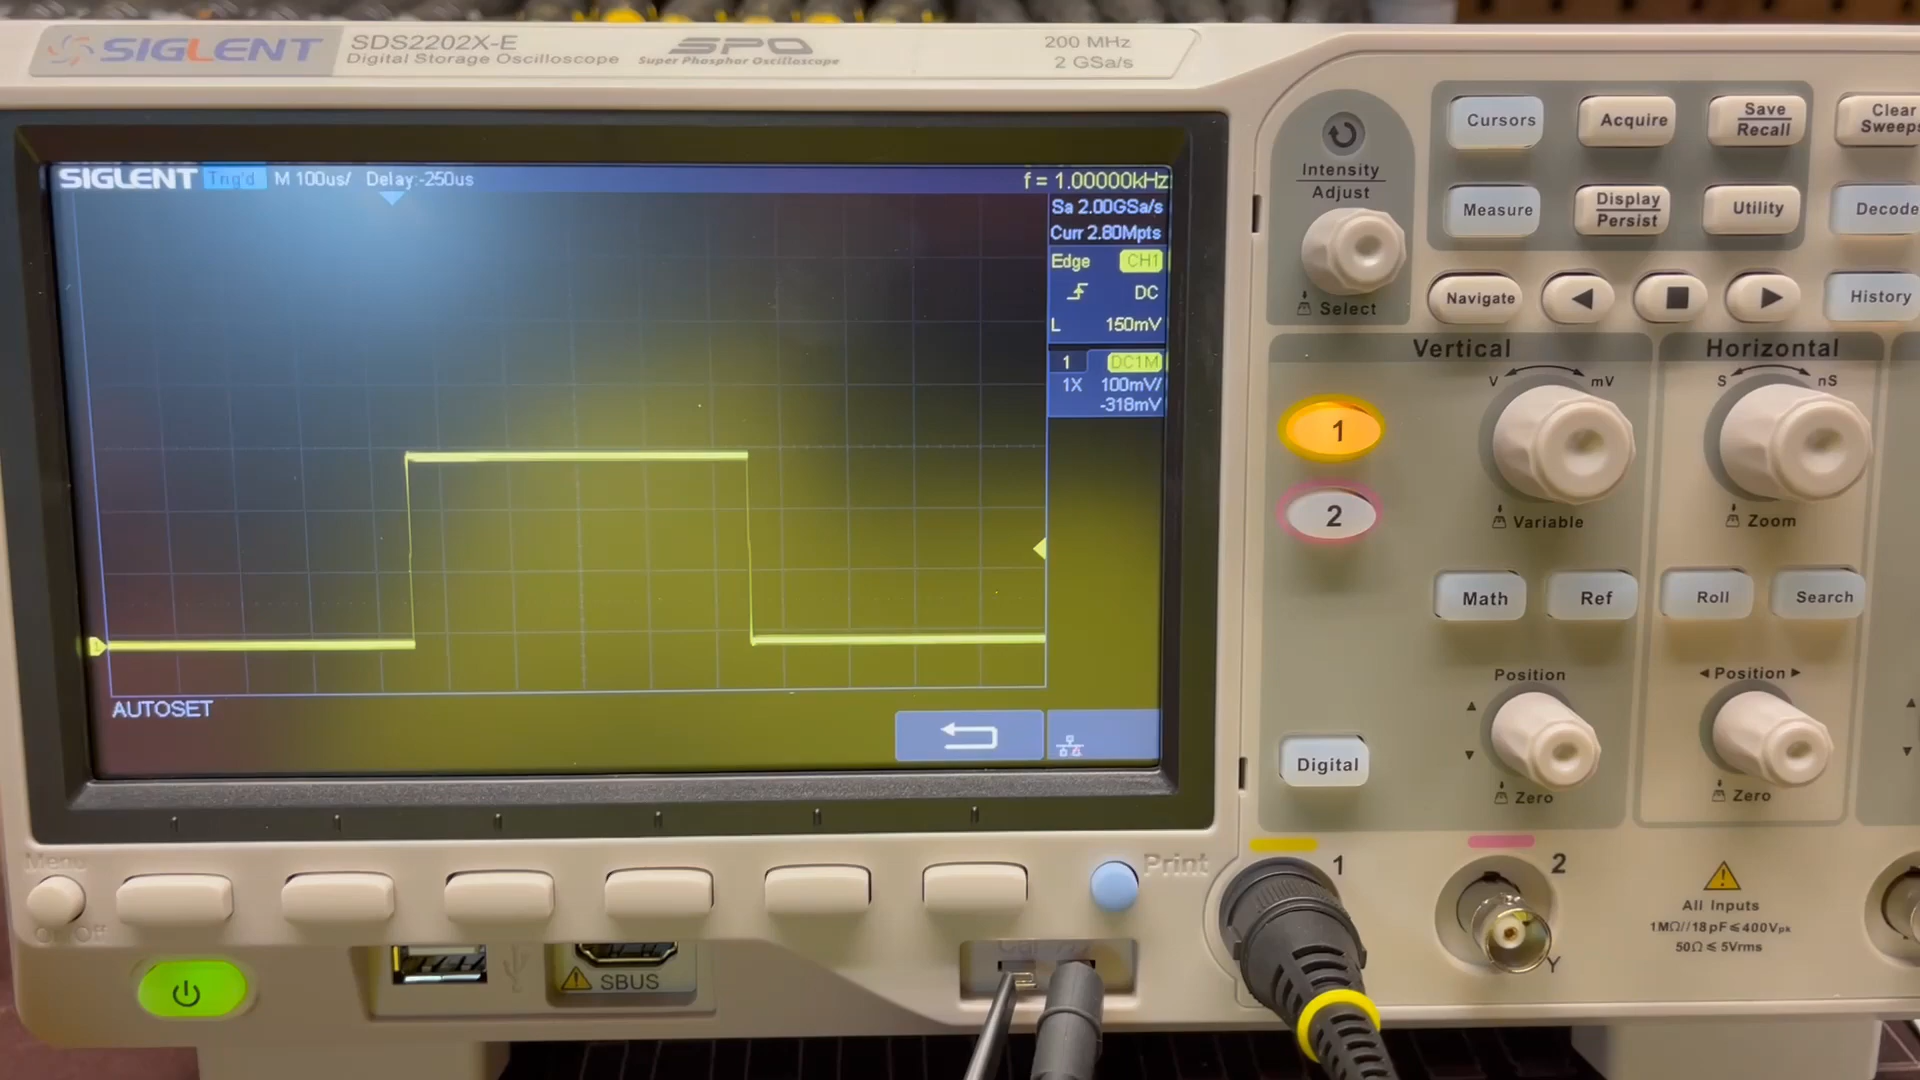 SIGLENT
SDS2202X-E
Digital Storage Oscilloscope
SPO
Super Phosphor Oscilloscope
200 MHz
2 GSa/s
SIGLENT Trig'd M 100us/ Delay:-250us
f = 1.00000kHz
Sa 2.00GSa/s
Curr 2.80Mpts
Edge CH1
DC
L 150mV
1 DC1M
1X 100mV/
-318mV
AUTOSET
Intensity
Adjust
Select
Cursors
Acquire
Save
Recall
Clear
Sweeps
Measure
Display
Persist
Utility
Decode
Navigate
History
Vertical
V mV
Variable
1
2
Math
Ref
Position
Zero
Digital
Horizontal
S nS
Zoom
Roll
Search
Position
Zero
Menu
On/Off
Print
SBUS
Cal
1
2
Y
All Inputs
1MΩ//18pF≤400Vpk
50Ω≤5Vrms